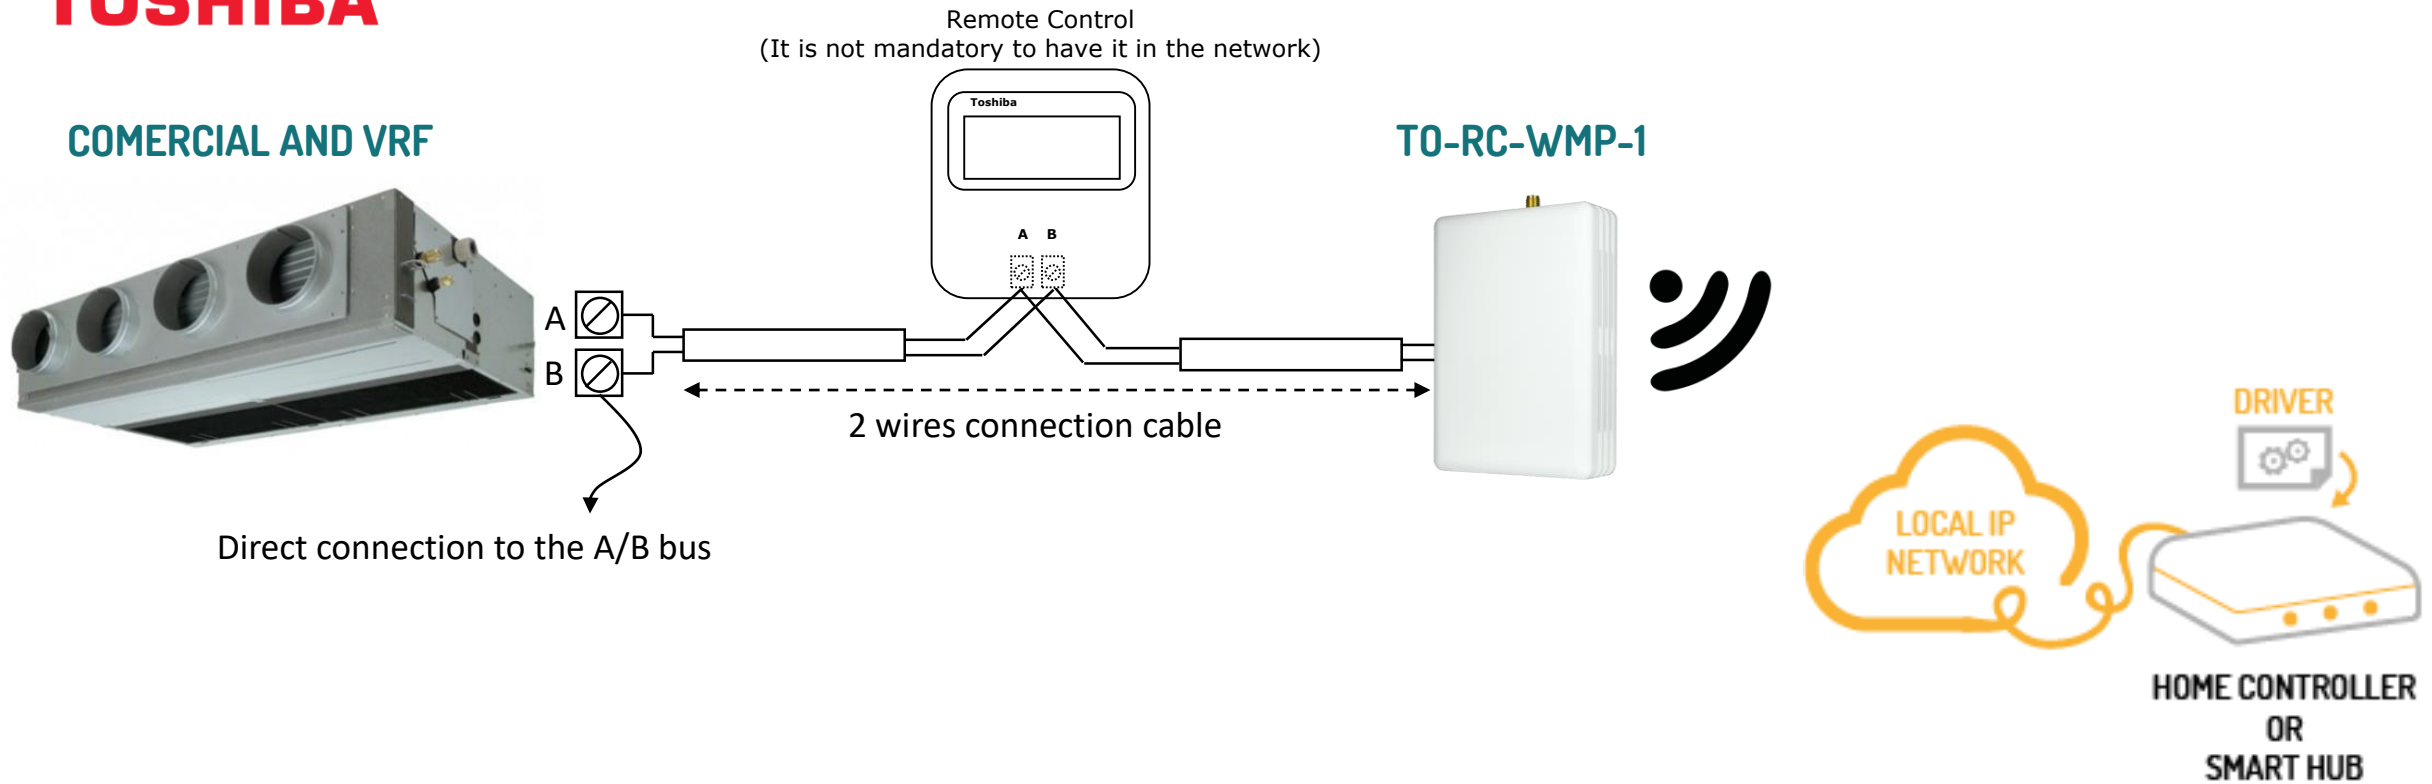 TOSHIBA
Remote Control
(It is not mandatory to have it in the network)
Toshiba
COMERCIAL AND VRF
TO-RC-WMP-1
A B
A
B
2 wires connection cable
Direct connection to the A/B bus
DRIVER
LOCAL IP
NETWORK
HOME CONTROLLER
OR
SMART HUB